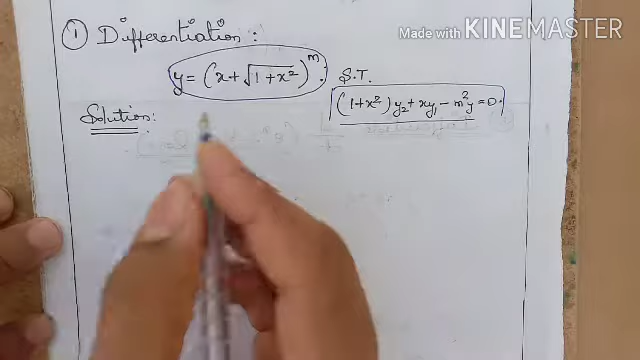 Made with KINEMASTER
① Differentiation:
y = (x + √1+x²)ᵐ. S.T.
(1+x²) y₂ + xy₁ − m²y = 0.
Solution: